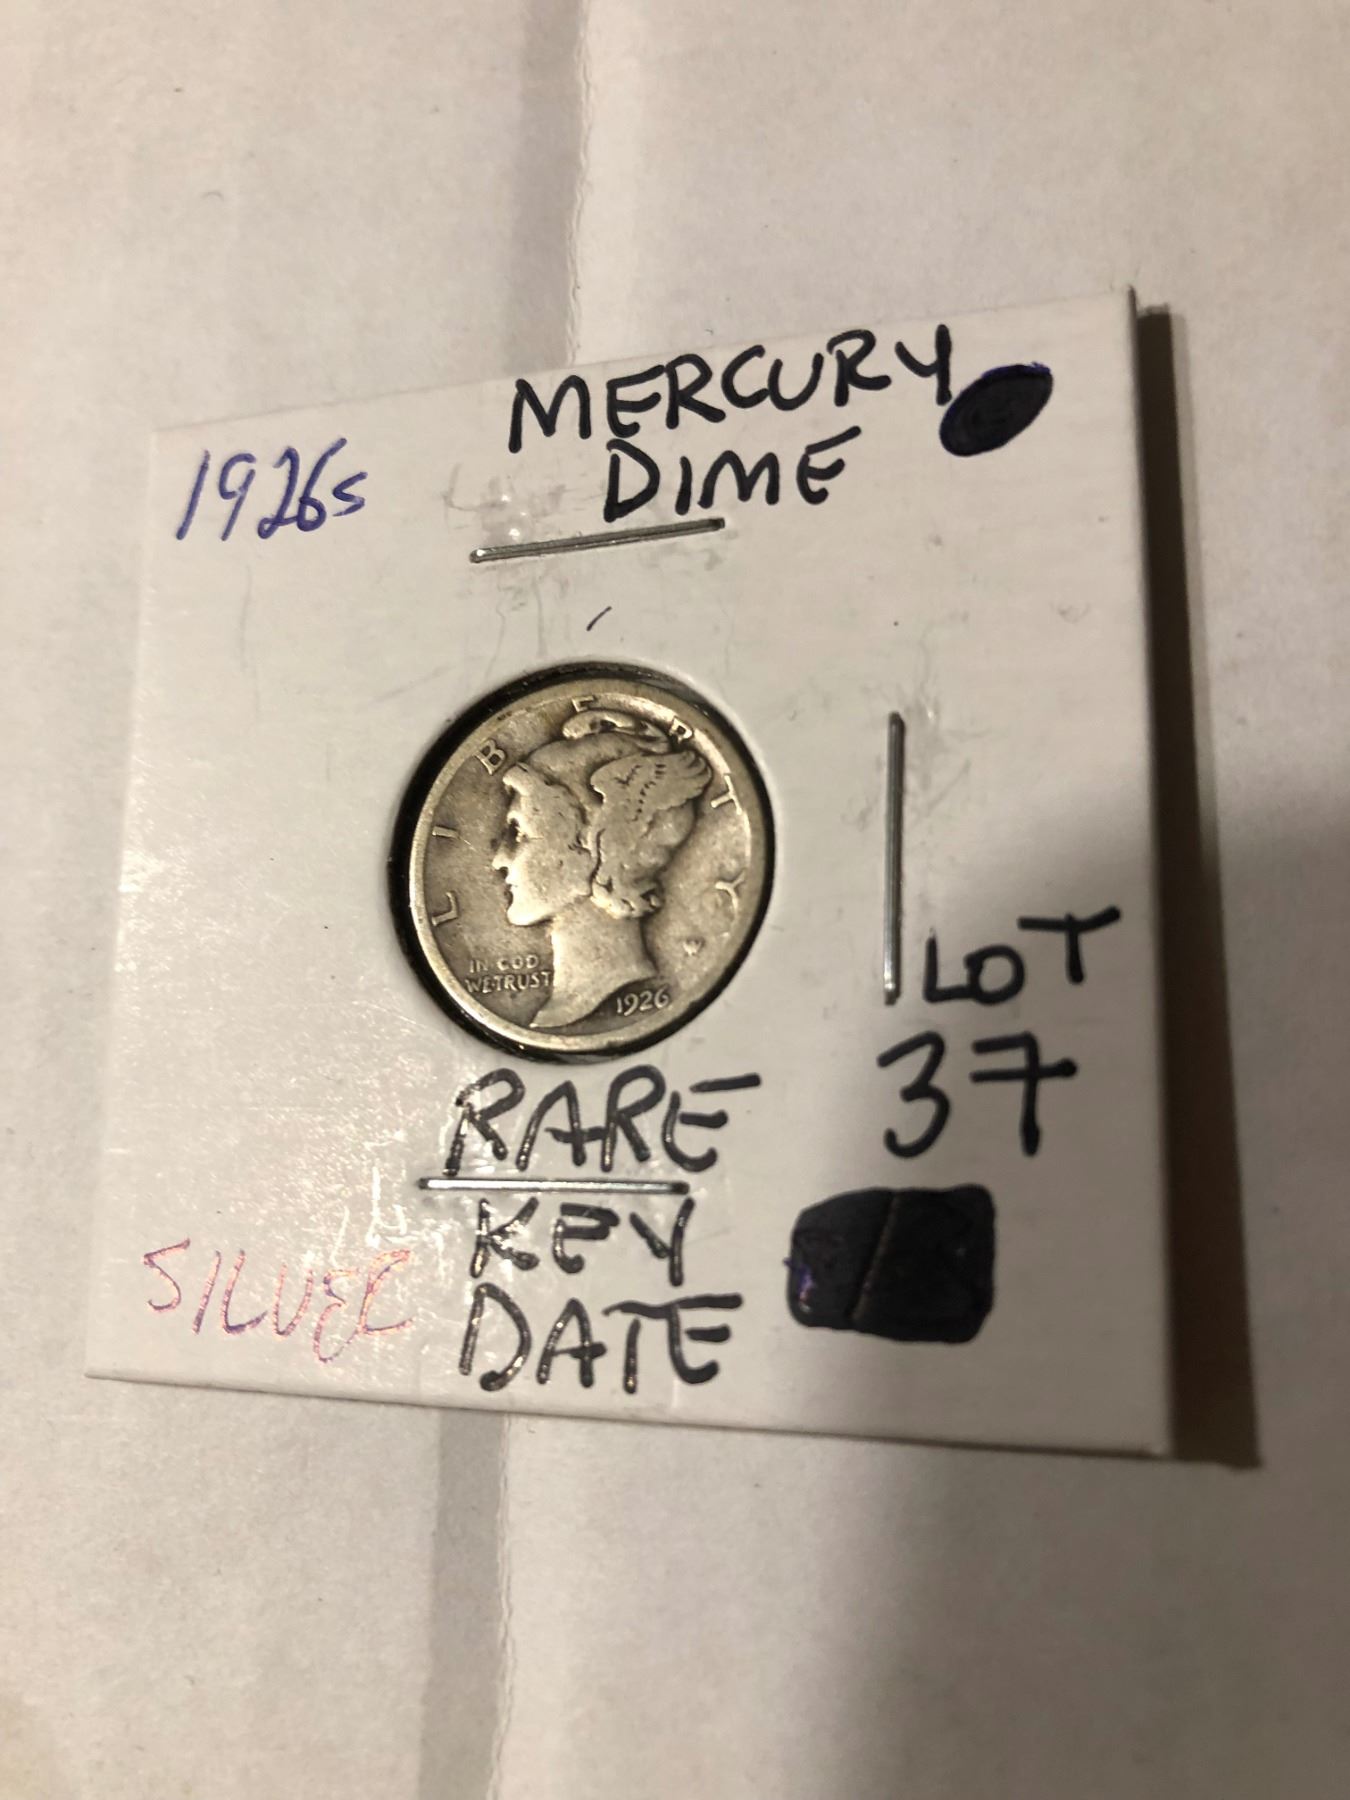 MERCURY
DIME
1926s
LIBERTY
IN GOD
WE TRUST
1926
LOT
37
RARE
KEY
DATE
SILVER